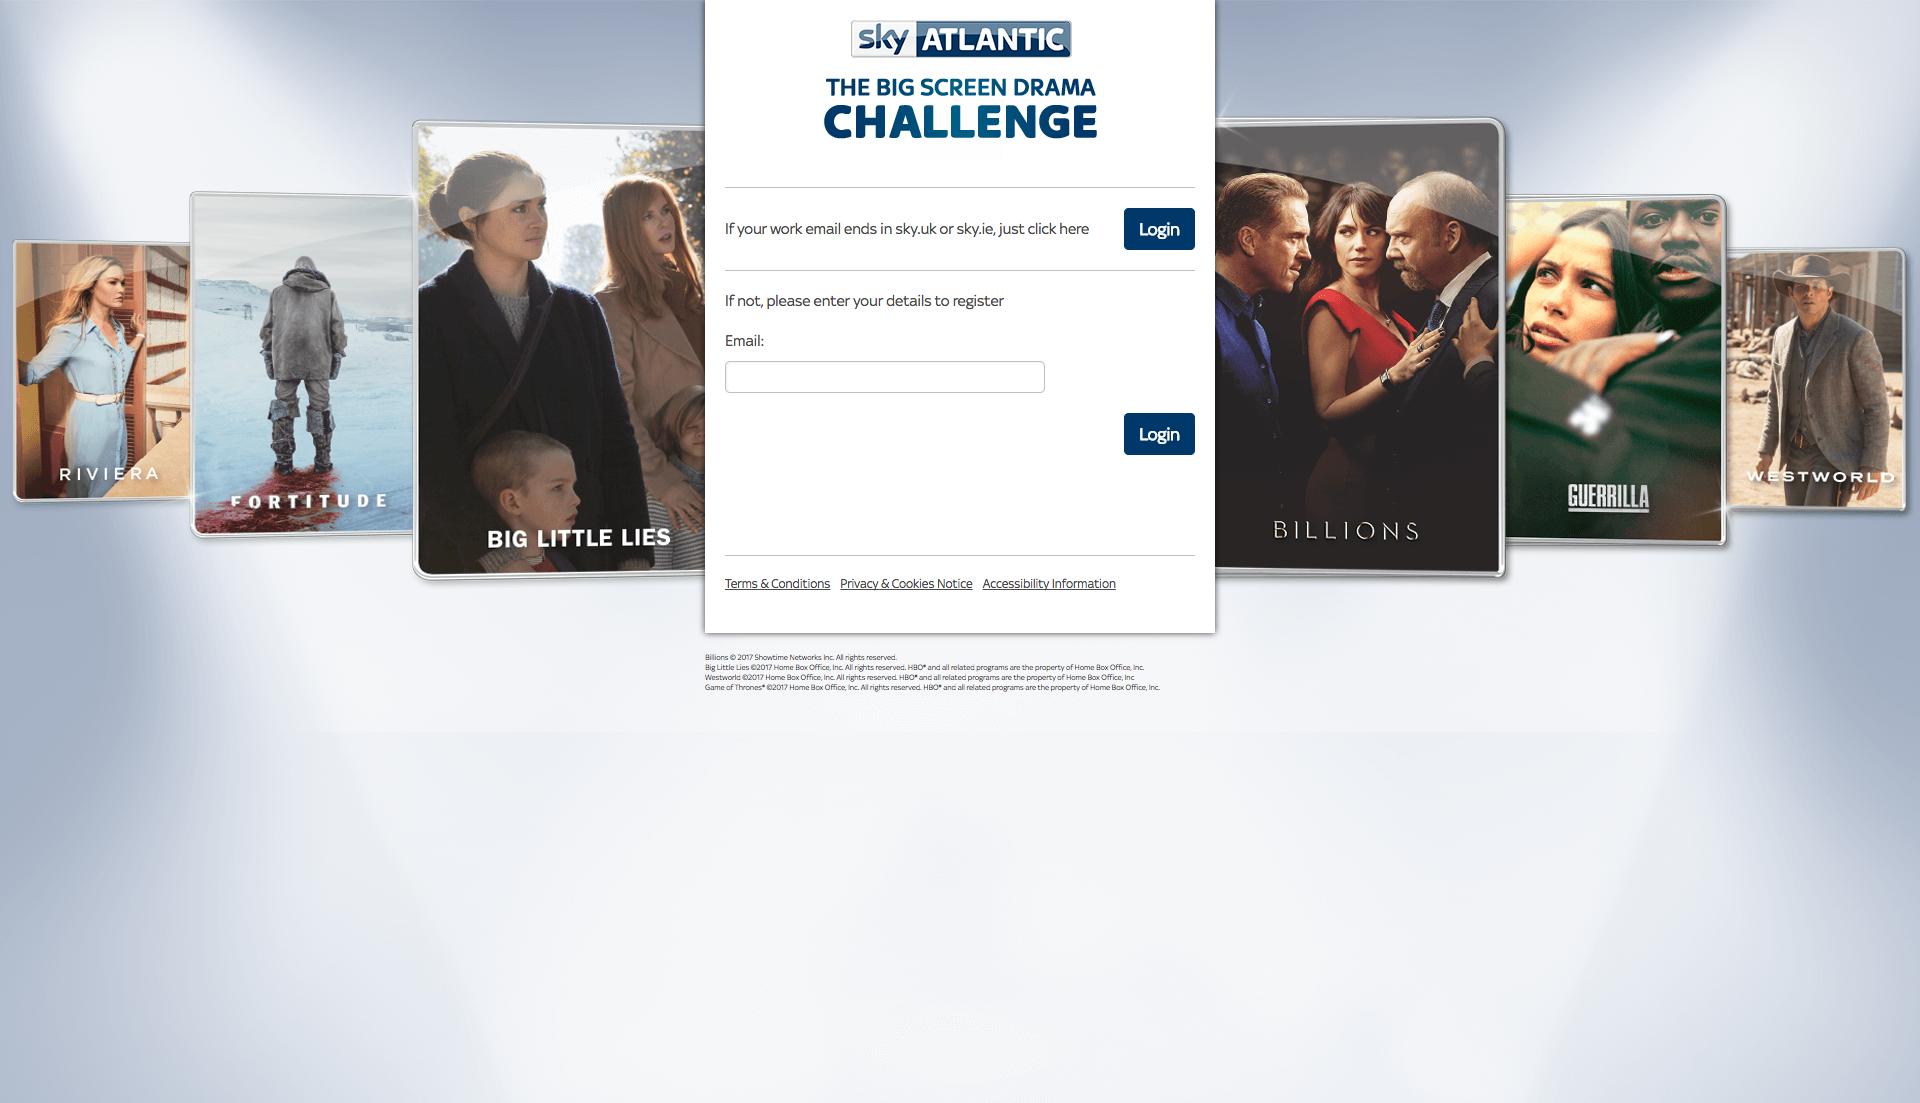 sky ATLANTIC
THE BIG SCREEN DRAMA
CHALLENGE
If your work email ends in sky.uk or sky.ie, just click here
Login
If not, please enter your details to register
Email:
Login
Terms & Conditions Privacy & Cookies Notice Accessibility Information
RIVIERA
FORTITUDE
BIG LITTLE LIES
BILLIONS
GUERRILLA
WESTWORLD
Billions © 2017 Showtime Networks Inc. All rights reserved.
Big Little Lies ©2017 Home Box Office, Inc. All rights reserved. HBO® and all related programs are the property of Home Box Office, Inc.
Westworld ©2017 Home Box Office, Inc. All rights reserved. HBO® and all related programs are the property of Home Box Office, Inc
Game of Thrones® ©2017 Home Box Office, Inc. All rights reserved. HBO® and all related programs are the property of Home Box Office, Inc.